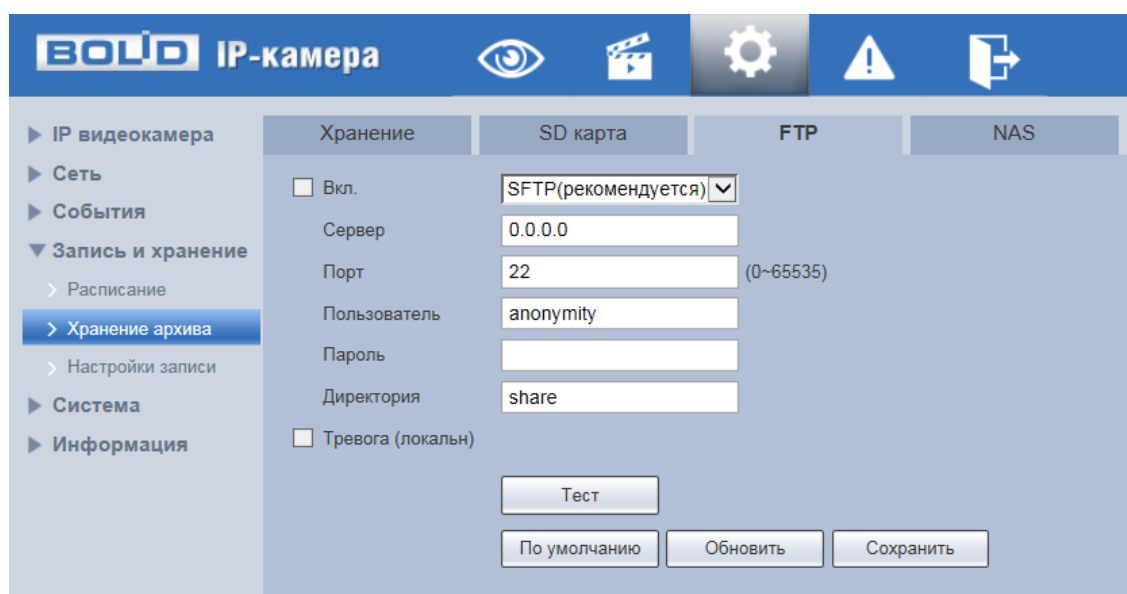 BOLID IP-камера
IP видеокамера
Сеть
События
Запись и хранение
Расписание
Хранение архива
Настройки записи
Система
Информация
Хранение SD карта FTP NAS
Вкл. SFTP(рекомендуется)
Сервер 0.0.0.0
Порт 22 (0~65535)
Пользователь anonymity
Пароль
Директория share
Тревога (локальн)
Тест
По умолчанию Обновить Сохранить